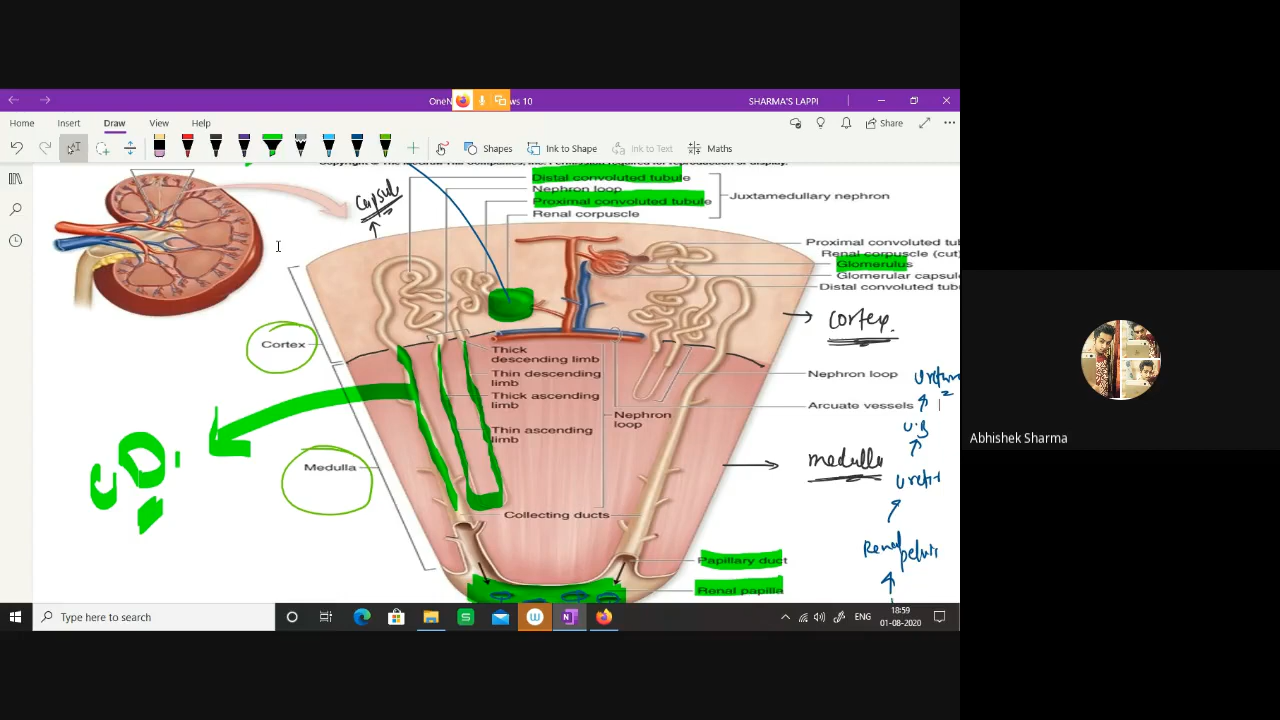 OneN
ws 10
SHARMA'S LAPPI
Home
Insert
Draw
View
Help
Share
Shapes
Ink to Shape
Ink to Text
Maths
Distal convoluted tubule
Nephron loop
Proximal convoluted tubule
Renal corpuscle
Juxtamedullary nephron
capsule
Proximal convoluted tub
Renal corpuscle (cut)
Glomerulus
Glomerular capsule
Distal convoluted tubu
cortex.
Cortex
Thick
descending limb
Thin descending
limb
Thick ascending
limb
Thin ascending
limb
Nephron
loop
Nephron loop
Arcuate vessels
U.B
C.D.
Medulla
medulla
Collecting ducts
Renal pelvis
Papillary duct
Renal papilla
Abhishek Sharma
Type here to search
ENG
18:59
01-08-2020